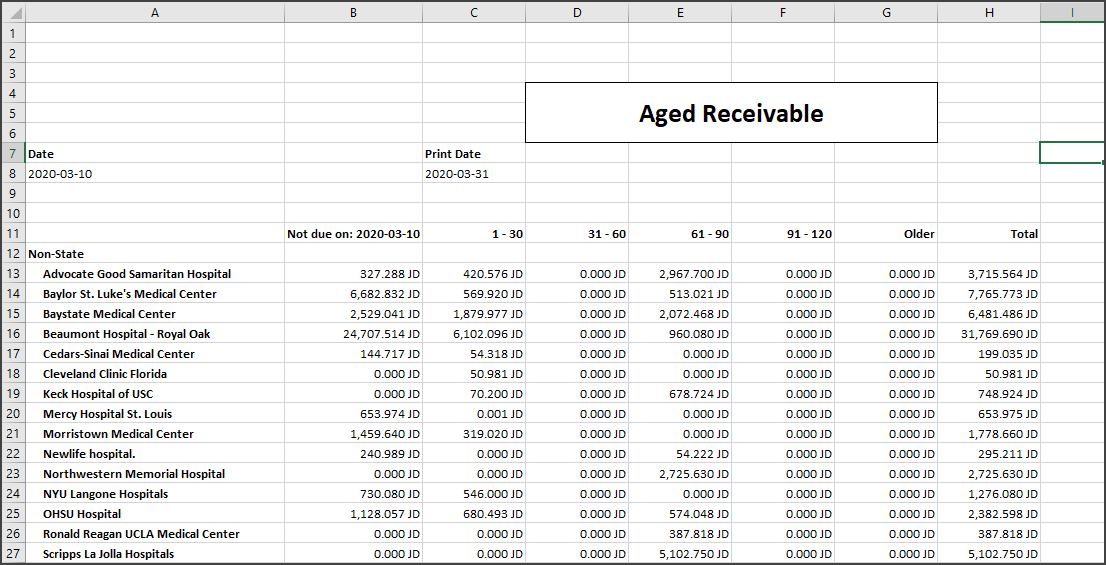 A B C D E F G H I
1
2
3
4
5 Aged Receivable
6
7 Date Print Date
8 2020-03-10 2020-03-31
9
10
11 Not due on: 2020-03-10 1 - 30 31 - 60 61 - 90 91 - 120 Older Total
12 Non-State
13 Advocate Good Samaritan Hospital 327.288 JD 420.576 JD 0.000 JD 2,967.700 JD 0.000 JD 0.000 JD 3,715.564 JD
14 Baylor St. Luke's Medical Center 6,682.832 JD 569.920 JD 0.000 JD 513.021 JD 0.000 JD 0.000 JD 7,765.773 JD
15 Baystate Medical Center 2,529.041 JD 1,879.977 JD 0.000 JD 2,072.468 JD 0.000 JD 0.000 JD 6,481.486 JD
16 Beaumont Hospital - Royal Oak 24,707.514 JD 6,102.096 JD 0.000 JD 960.080 JD 0.000 JD 0.000 JD 31,769.690 JD
17 Cedars-Sinai Medical Center 144.717 JD 54.318 JD 0.000 JD 0.000 JD 0.000 JD 0.000 JD 199.035 JD
18 Cleveland Clinic Florida 0.000 JD 50.981 JD 0.000 JD 0.000 JD 0.000 JD 0.000 JD 50.981 JD
19 Keck Hospital of USC 0.000 JD 70.200 JD 0.000 JD 678.724 JD 0.000 JD 0.000 JD 748.924 JD
20 Mercy Hospital St. Louis 653.974 JD 0.001 JD 0.000 JD 0.000 JD 0.000 JD 0.000 JD 653.975 JD
21 Morristown Medical Center 1,459.640 JD 319.020 JD 0.000 JD 0.000 JD 0.000 JD 0.000 JD 1,778.660 JD
22 Newlife hospital. 240.989 JD 0.000 JD 0.000 JD 54.222 JD 0.000 JD 0.000 JD 295.211 JD
23 Northwestern Memorial Hospital 0.000 JD 0.000 JD 0.000 JD 2,725.630 JD 0.000 JD 0.000 JD 2,725.630 JD
24 NYU Langone Hospitals 730.080 JD 546.000 JD 0.000 JD 0.000 JD 0.000 JD 0.000 JD 1,276.080 JD
25 OHSU Hospital 1,128.057 JD 680.493 JD 0.000 JD 574.048 JD 0.000 JD 0.000 JD 2,382.598 JD
26 Ronald Reagan UCLA Medical Center 0.000 JD 0.000 JD 0.000 JD 387.818 JD 0.000 JD 0.000 JD 387.818 JD
27 Scripps La Jolla Hospitals 0.000 JD 0.000 JD 0.000 JD 5,102.750 JD 0.000 JD 0.000 JD 5,102.750 JD